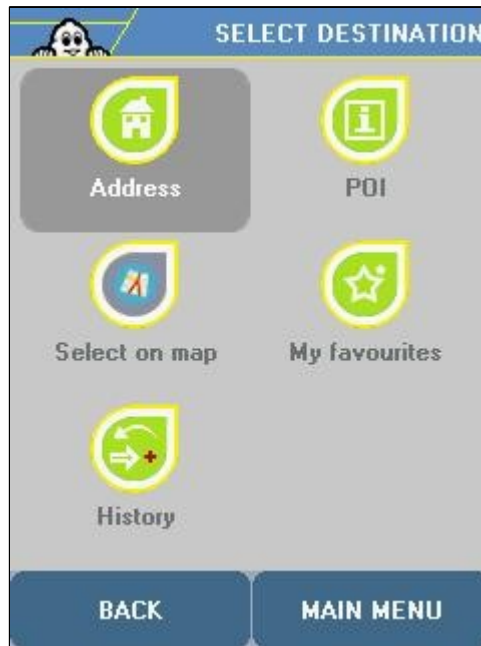 SELECT DESTINATION
Address
POI
Select on map
My favourites
History
BACK
MAIN MENU